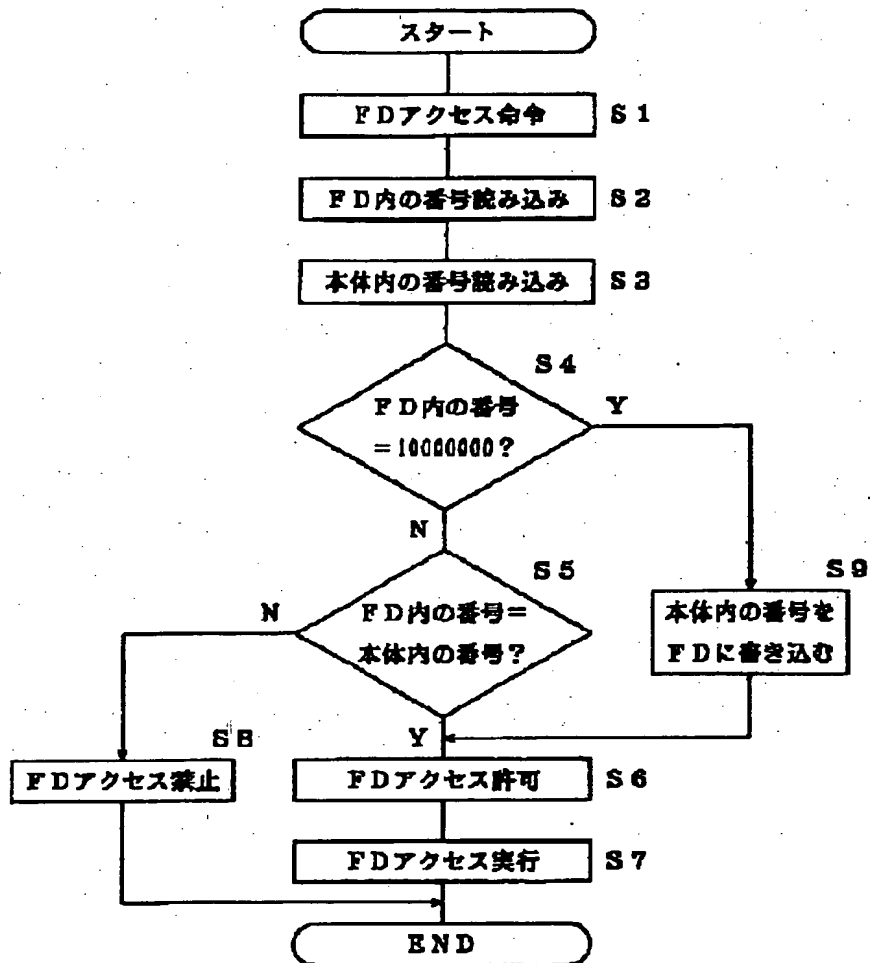 スタート
FDアクセス命令 S1
FD内の番号読み込み S2
本体内の番号読み込み S3
S4
FD内の番号
=10000000?
Y
N
S5
N
FD内の番号=
本体内の番号?
S9
本体内の番号を
FDに書き込む
Y
S8
FDアクセス禁止
FDアクセス許可 S6
FDアクセス実行 S7
END